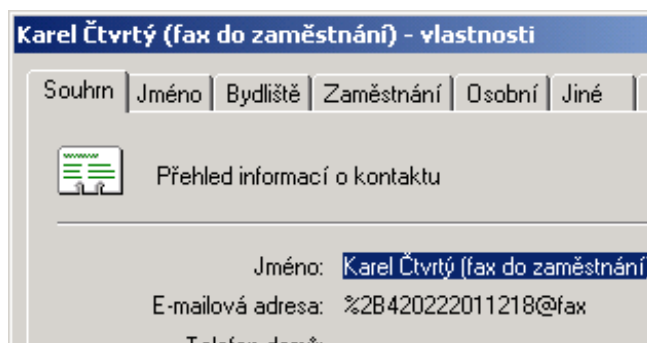 Karel Čtvrtý (fax do zaměstnání) - vlastnosti
Souhrn Jméno Bydliště Zaměstnání Osobní Jiné
Přehled informací o kontaktu
Jméno: Karel Čtvrtý (fax do zaměstnání
E-mailová adresa: %2B420222011218@fax